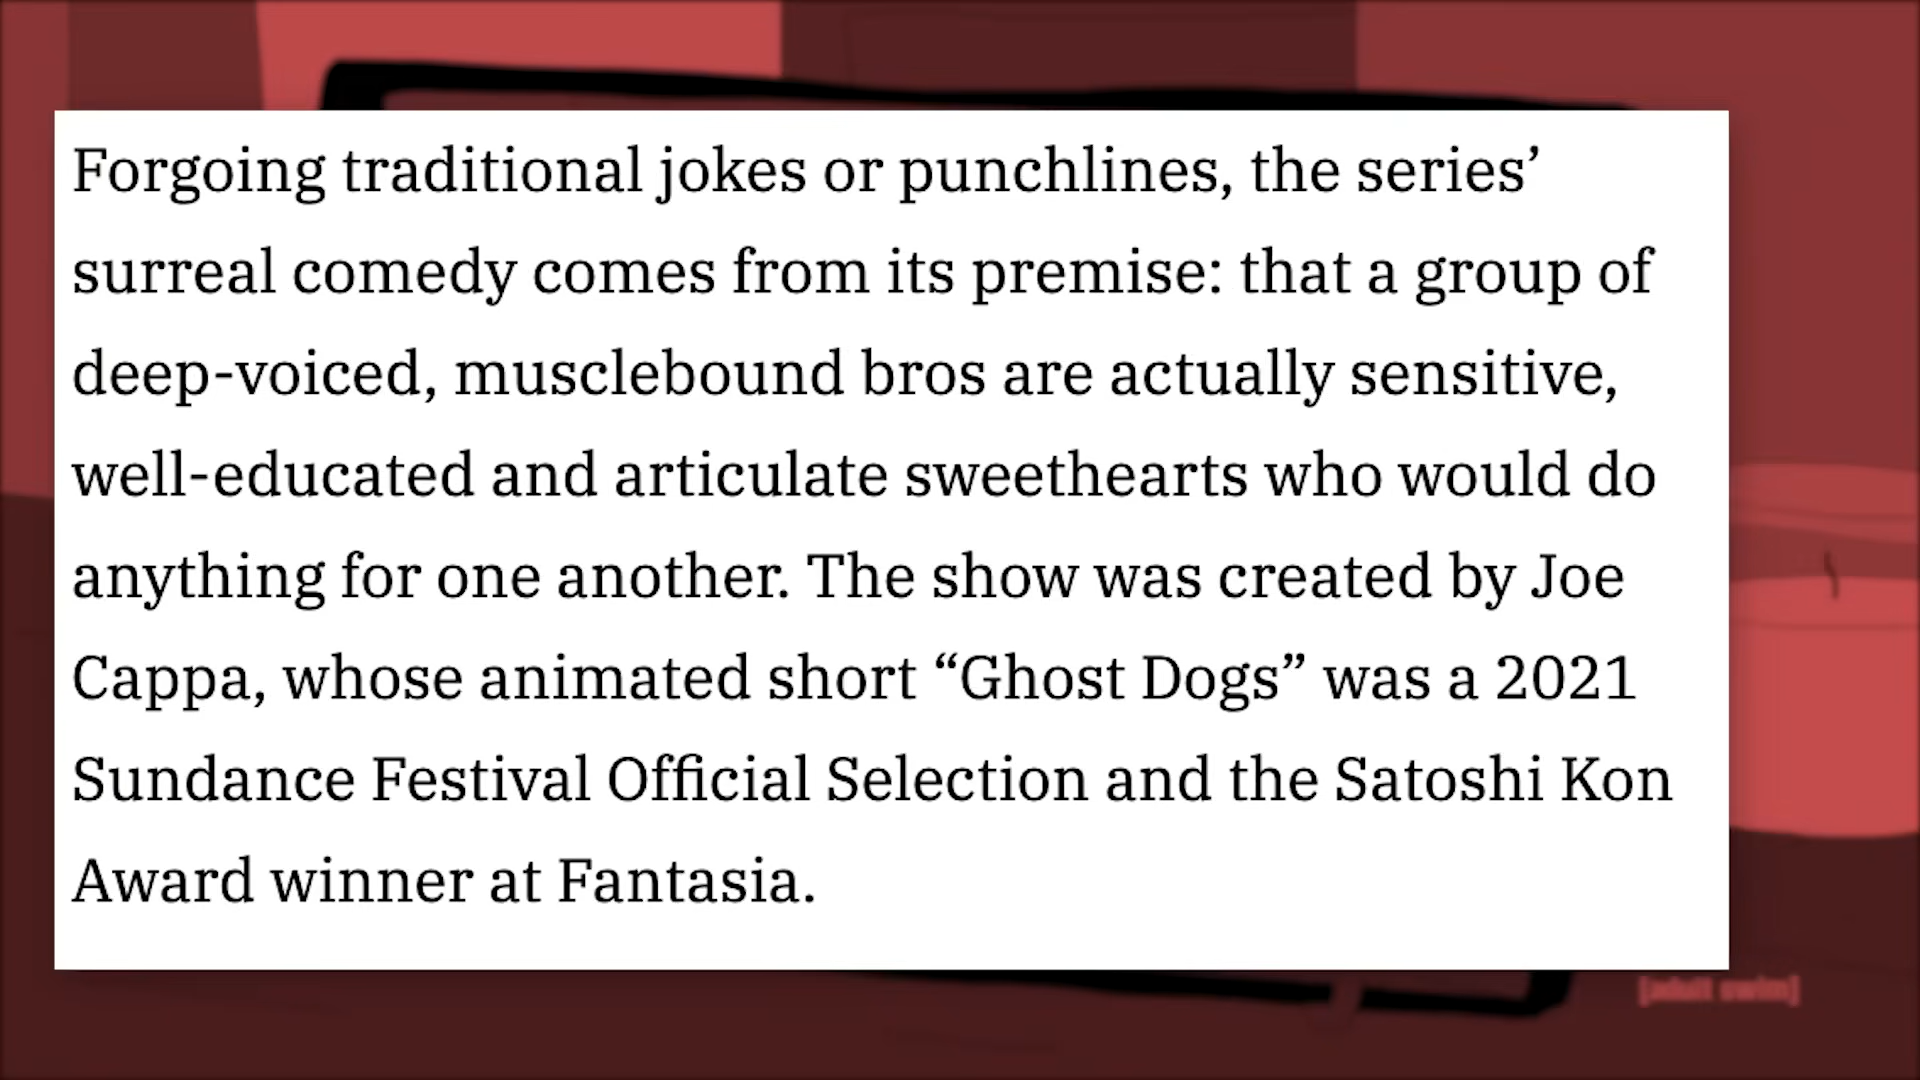 Forgoing traditional jokes or punchlines, the series’
surreal comedy comes from its premise: that a group of
deep-voiced, musclebound bros are actually sensitive,
well-educated and articulate sweethearts who would do
anything for one another. The show was created by Joe
Cappa, whose animated short “Ghost Dogs” was a 2021
Sundance Festival Official Selection and the Satoshi Kon
Award winner at Fantasia.
[adult swim]